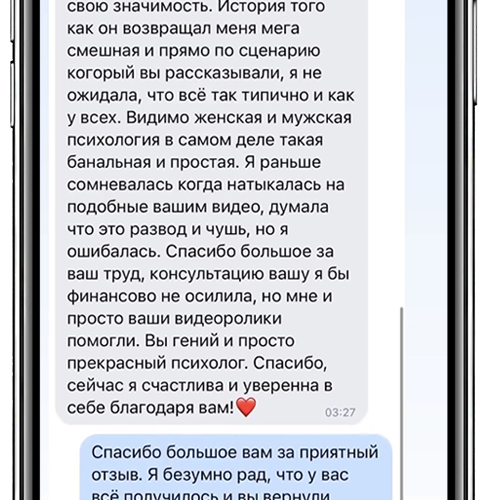 свою значимость. История того
как он возвращал меня мега
смешная и прямо по сценарию
который вы рассказывали, я не
ожидала, что всё так типично и как
у всех. Видимо женская и мужская
психология в самом деле такая
банальная и простая. Я раньше
сомневалась когда натыкалась на
подобные вашим видео, думала
что это развод и чушь, но я
ошибалась. Спасибо большое за
ваш труд, консультацию вашу я бы
финансово не осилила, но мне и
просто ваши видеоролики
помогли. Вы гений и просто
прекрасный психолог. Спасибо,
сейчас я счастлива и уверенна в
себе благодаря вам!❤️
03:27
Спасибо большое вам за приятный
отзыв. Я безумно рад, что у вас
всё получилось и вы вернули